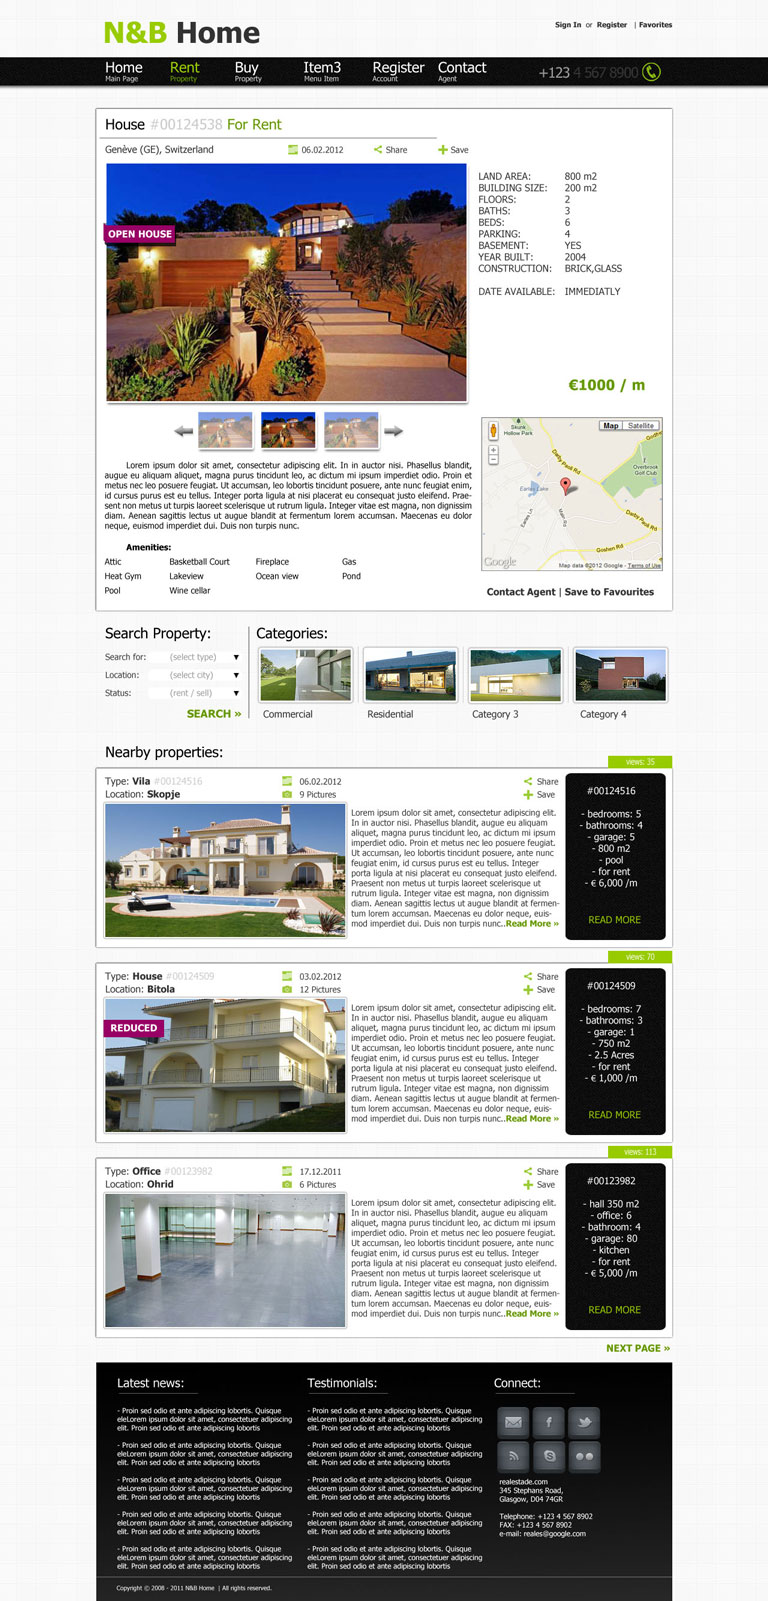 N&B Home
Sign In or Register | Favorites
Home Rent Buy Item3 Register Contact
Main Page Property Property Menu Item Account Agent
+123 4 567 8900
House #00124538 For Rent
Genève (GE), Switzerland 06.02.2012 Share Save
OPEN HOUSE
LAND AREA: 800 m2
BUILDING SIZE: 200 m2
FLOORS: 2
BATHS: 3
BEDS: 6
PARKING: 4
BASEMENT: YES
YEAR BUILT: 2004
CONSTRUCTION: BRICK,GLASS
DATE AVAILABLE: IMMEDIATLY
€1000 / m
Lorem ipsum dolor sit amet, consectetur adipiscing elit. In in auctor nisi. Phasellus blandit,
augue eu aliquam aliquet, magna purus tincidunt leo, ac dictum mi ipsum imperdiet orci. Proin et
metus nec leo posuere laoreet. Ut accumsan, leo lobortis tincidunt posuere, ante nunc feugiat enim,
id cursus purus est eu tellus. Integer porta ligula at nisi placerat eu consequat justo eleifend. Prae-
sent non metus ut turpis laoreet scelerisque ut rutrum ligula. Integer vitae est magna, non dignissim
diam. Aenean sagittis lectus ut augue blandit at fermentum lorem accumsan. Maecenas eu dolor
neque, euismod imperdiet dui. Duis non turpis nunc.
Amenities:
Attic Basketball Court Fireplace Gas
Heat Gym Lakeview Ocean view Pond
Pool Wine cellar
Skunk
Hollow Park
Map Satellite
Godfre
Darby Paoli Rd
Overbrook
Golf Club
Earles Lake
Earles Ln
Main Rd
Darby Paoli Rd
Goshen Rd
Google
Map data ©2012 Google - Terms of Use
Contact Agent | Save to Favourites
Search Property:
Search for: (select type)
Location: (select city)
Status: (rent / sell)
SEARCH »
Categories:
Commercial Residential Category 3 Category 4
Nearby properties:
views: 35
Type: Vila #00124516 06.02.2012 Share
Location: Skopje 9 Pictures Save
Lorem ipsum dolor sit amet, consectetur adipiscing elit.
In in auctor nisi. Phasellus blandit, augue eu aliquam
aliquet, magna purus tincidunt leo, ac dictum mi ipsum
imperdiet orci. Proin et metus nec leo posuere laoreet.
Ut accumsan, leo lobortis tincidunt posuere, ante nunc
feugiat enim, id cursus purus est eu tellus. Integer
porta ligula at nisi placerat eu consequat justo eleifend.
Praesent non metus ut turpis laoreet scelerisque ut
rutrum ligula. Integer vitae est magna, non dignissim
diam. Aenean sagittis lectus ut augue blandit at fermen-
tum lorem accumsan. Maecenas eu dolor neque, euis-
mod imperdiet dui. Duis non turpis nunc..Read More »
#00124516
- bedrooms: 5
- bathrooms: 4
- garage: 5
- 800 m2
- pool
- for rent
- € 6,000 /m
READ MORE
views: 70
Type: House #00124509 03.02.2012 Share
Location: Bitola 12 Pictures Save
REDUCED
Lorem ipsum dolor sit amet, consectetur adipiscing elit.
In in auctor nisi. Phasellus blandit, augue eu aliquam
aliquet, magna purus tincidunt leo, ac dictum mi ipsum
imperdiet orci. Proin et metus nec leo posuere laoreet.
Ut accumsan, leo lobortis tincidunt posuere, ante nunc
feugiat enim, id cursus purus est eu tellus. Integer
porta ligula at nisi placerat eu consequat justo eleifend.
Praesent non metus ut turpis laoreet scelerisque ut
rutrum ligula. Integer vitae est magna, non dignissim
diam. Aenean sagittis lectus ut augue blandit at fermen-
tum lorem accumsan. Maecenas eu dolor neque, euis-
mod imperdiet dui. Duis non turpis nunc..Read More »
#00124509
- bedrooms: 7
- bathrooms: 3
- garage: 1
- 750 m2
- 2.5 Acres
- for rent
- € 1,000 /m
READ MORE
views: 113
Type: Office #00123982 17.12.2011 Share
Location: Ohrid 6 Pictures Save
Lorem ipsum dolor sit amet, consectetur adipiscing elit.
In in auctor nisi. Phasellus blandit, augue eu aliquam
aliquet, magna purus tincidunt leo, ac dictum mi ipsum
imperdiet orci. Proin et metus nec leo posuere laoreet.
Ut accumsan, leo lobortis tincidunt posuere, ante nunc
feugiat enim, id cursus purus est eu tellus. Integer
porta ligula at nisi placerat eu consequat justo eleifend.
Praesent non metus ut turpis laoreet scelerisque ut
rutrum ligula. Integer vitae est magna, non dignissim
diam. Aenean sagittis lectus ut augue blandit at fermen-
tum lorem accumsan. Maecenas eu dolor neque, euis-
mod imperdiet dui. Duis non turpis nunc..Read More »
#00123982
- hall 350 m2
- office: 6
- bathroom: 4
- garage: 80
- kitchen
- for rent
- € 5,000 /m
READ MORE
NEXT PAGE »
Latest news:
- Proin sed odio et ante adipiscing lobortis. Quisque
eleLorem ipsum dolor sit amet, consectetuer adipiscing
elit. Proin sed odio et ante adipiscing lobortis
- Proin sed odio et ante adipiscing lobortis. Quisque
eleLorem ipsum dolor sit amet, consectetuer adipiscing
elit. Proin sed odio et ante adipiscing lobortis
- Proin sed odio et ante adipiscing lobortis. Quisque
eleLorem ipsum dolor sit amet, consectetuer adipiscing
elit. Proin sed odio et ante adipiscing lobortis
- Proin sed odio et ante adipiscing lobortis. Quisque
eleLorem ipsum dolor sit amet, consectetuer adipiscing
elit. Proin sed odio et ante adipiscing lobortis
- Proin sed odio et ante adipiscing lobortis. Quisque
eleLorem ipsum dolor sit amet, consectetuer adipiscing
elit. Proin sed odio et ante adipiscing lobortis
Testimonials:
- Proin sed odio et ante adipiscing lobortis. Quisque
eleLorem ipsum dolor sit amet, consectetuer adipiscing
elit. Proin sed odio et ante adipiscing lobortis
- Proin sed odio et ante adipiscing lobortis. Quisque
eleLorem ipsum dolor sit amet, consectetuer adipiscing
elit. Proin sed odio et ante adipiscing lobortis
- Proin sed odio et ante adipiscing lobortis. Quisque
eleLorem ipsum dolor sit amet, consectetuer adipiscing
elit. Proin sed odio et ante adipiscing lobortis
- Proin sed odio et ante adipiscing lobortis. Quisque
eleLorem ipsum dolor sit amet, consectetuer adipiscing
elit. Proin sed odio et ante adipiscing lobortis
- Proin sed odio et ante adipiscing lobortis. Quisque
eleLorem ipsum dolor sit amet, consectetuer adipiscing
elit. Proin sed odio et ante adipiscing lobortis
Connect:
realestade.com
345 Stephans Road,
Glasgow, D04 74GR
Telephone: +123 4 567 8902
FAX: +123 4 567 8902
e-mail: reales@google.com
Copyright © 2008 - 2011 N&B Home | All rights reserved.